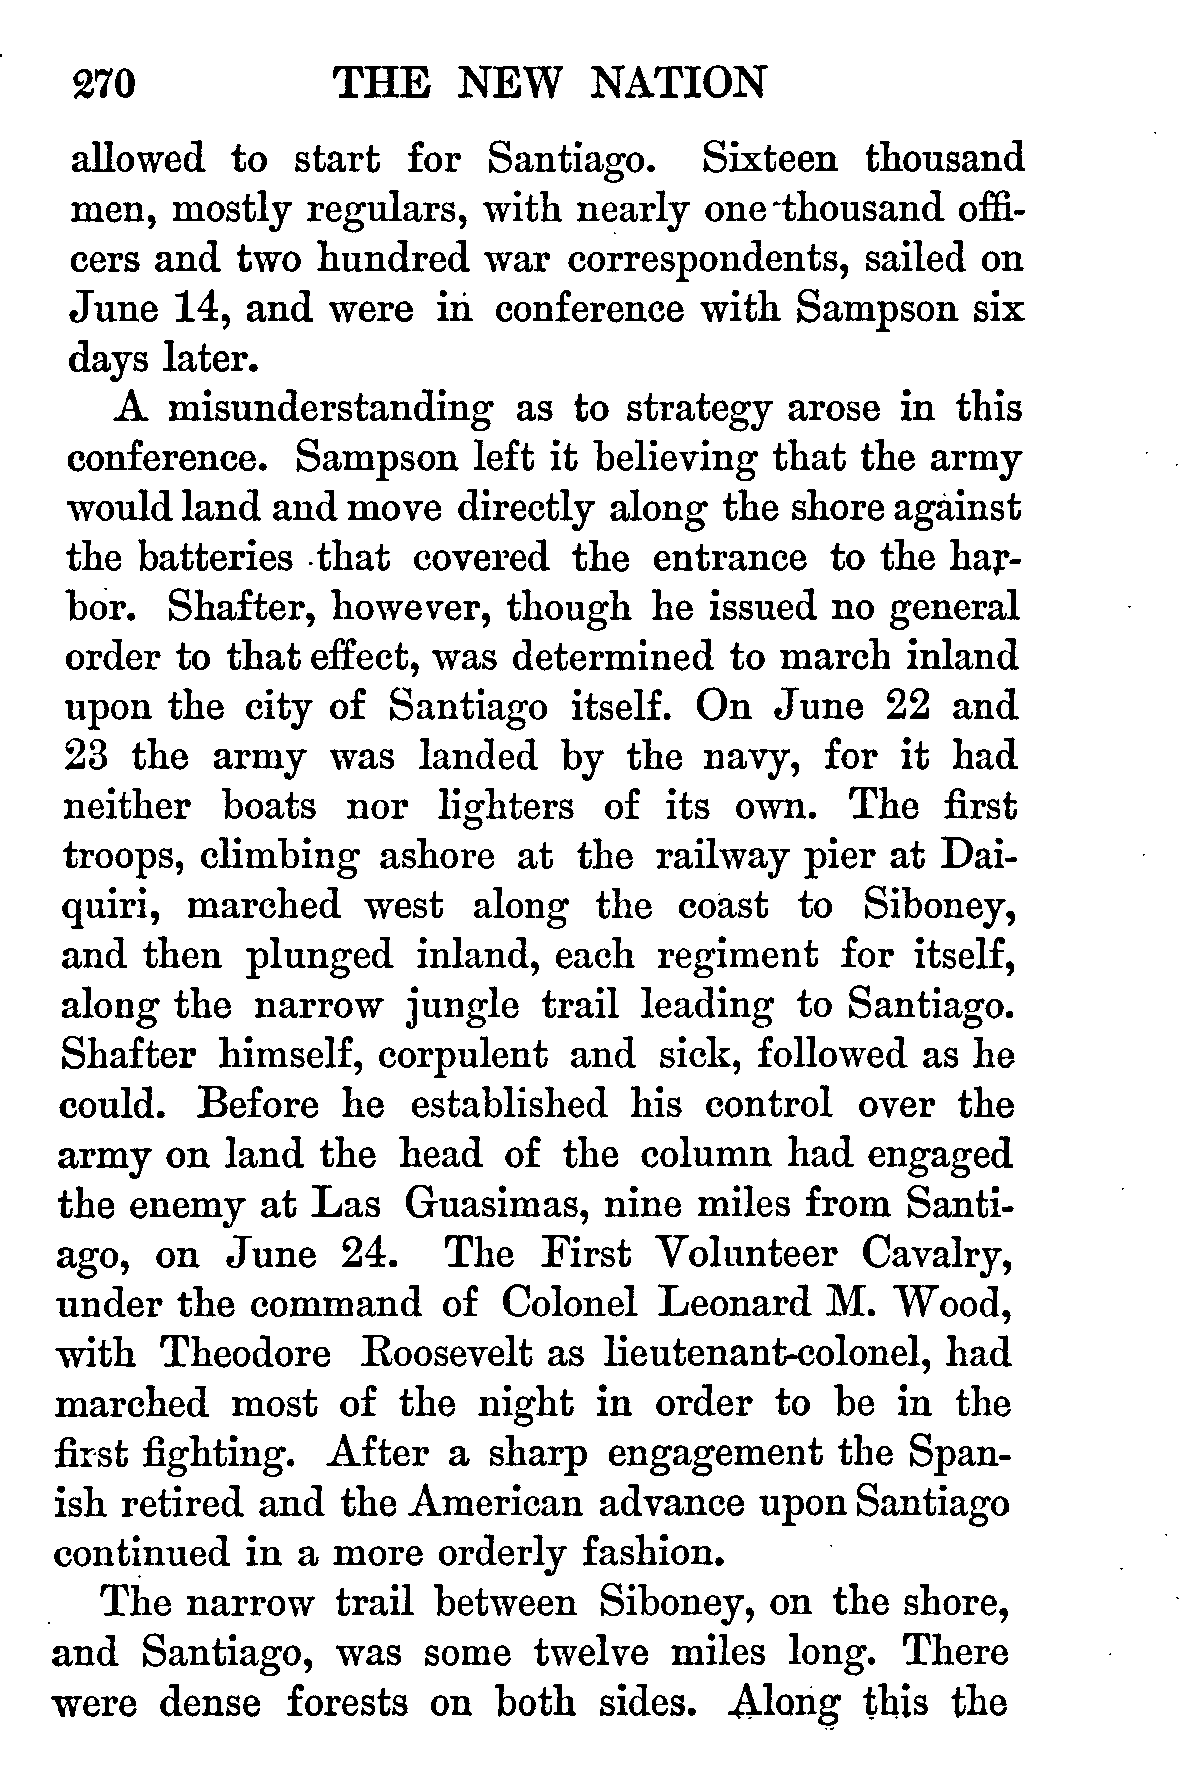 270 THE NEW NATION
allowed to start for Santiago. Sixteen thousand
men, mostly regulars, with nearly one thousand offi-
cers and two hundred war correspondents, sailed on
June 14, and were in conference with Sampson six
days later.
A misunderstanding as to strategy arose in this
conference. Sampson left it believing that the army
would land and move directly along the shore against
the batteries that covered the entrance to the har-
bor. Shafter, however, though he issued no general
order to that effect, was determined to march inland
upon the city of Santiago itself. On June 22 and
23 the army was landed by the navy, for it had
neither boats nor lighters of its own. The first
troops, climbing ashore at the railway pier at Dai-
quiri, marched west along the coast to Siboney,
and then plunged inland, each regiment for itself,
along the narrow jungle trail leading to Santiago.
Shafter himself, corpulent and sick, followed as he
could. Before he established his control over the
army on land the head of the column had engaged
the enemy at Las Guasimas, nine miles from Santi-
ago, on June 24. The First Volunteer Cavalry,
under the command of Colonel Leonard M. Wood,
with Theodore Roosevelt as lieutenant-colonel, had
marched most of the night in order to be in the
first fighting. After a sharp engagement the Span-
ish retired and the American advance upon Santiago
continued in a more orderly fashion.
The narrow trail between Siboney, on the shore,
and Santiago, was some twelve miles long. There
were dense forests on both sides. Along this the